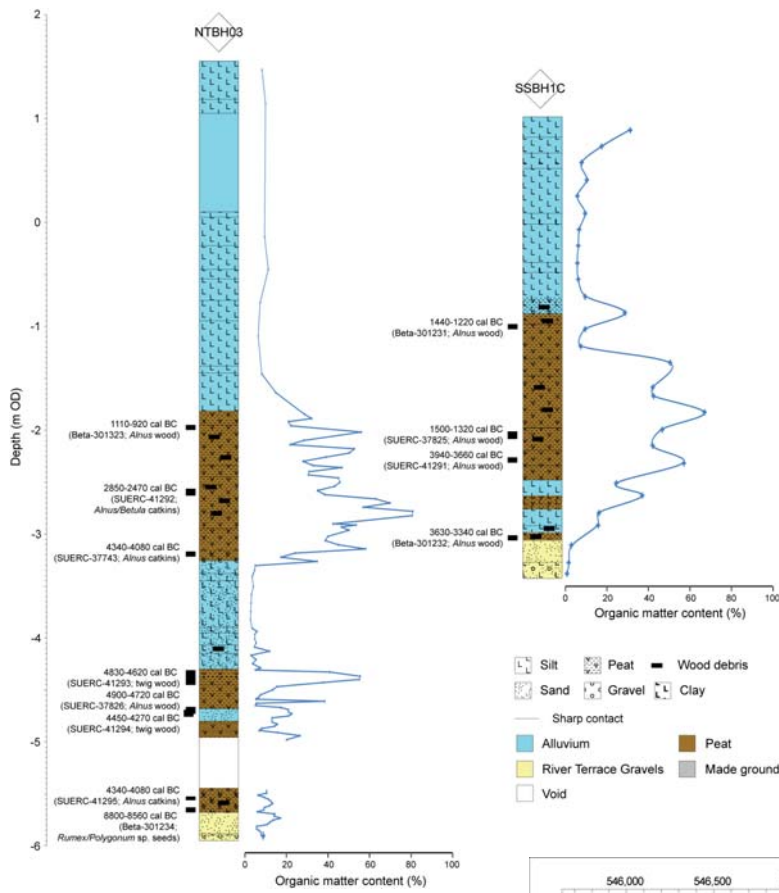 NTBH03
SSBH1C
2
1
0
-1
-2
-3
-4
-5
-6
Depth (m OD)
1110-920 cal BC
(Beta-301323; Alnus wood)
2850-2470 cal BC
(SUERC-41292;
Alnus/Betula catkins)
4340-4080 cal BC
(SUERC-37743; Alnus catkins)
4830-4620 cal BC
(SUERC-41293; twig wood)
4900-4720 cal BC
(SUERC-37826; Alnus wood)
4450-4270 cal BC
(SUERC-41294; twig wood)
4340-4080 cal BC
(SUERC-41295; Alnus catkins)
8800-8560 cal BC
(Beta-301234;
Rumex/Polygonum sp. seeds)
0 20 40 60 80 100
Organic matter content (%)
1440-1220 cal BC
(Beta-301231; Alnus wood)
1500-1320 cal BC
(SUERC-37825; Alnus wood)
3940-3660 cal BC
(SUERC-41291; Alnus wood)
3630-3340 cal BC
(Beta-301232; Alnus wood)
0 20 40 60 80 100
Organic matter content (%)
Silt Peat Wood debris
Sand Gravel Clay
Sharp contact
Alluvium Peat
River Terrace Gravels Made ground
Void
546,000 546,500